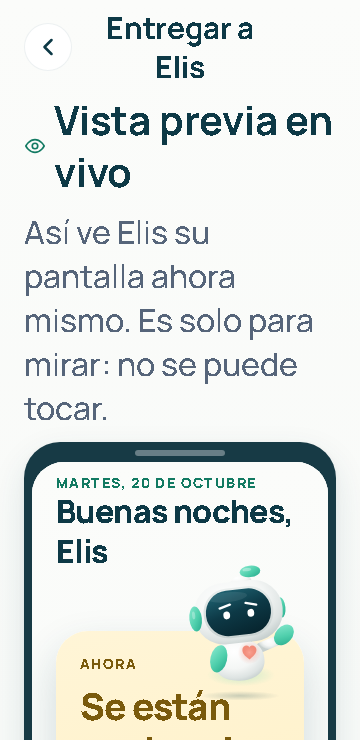 Entregar a
Elis
Vista previa en
vivo
Así ve Elis su
pantalla ahora
mismo. Es solo para
mirar: no se puede
tocar.
MARTES, 20 DE OCTUBRE
Buenas noches,
Elis
AHORA
Se están